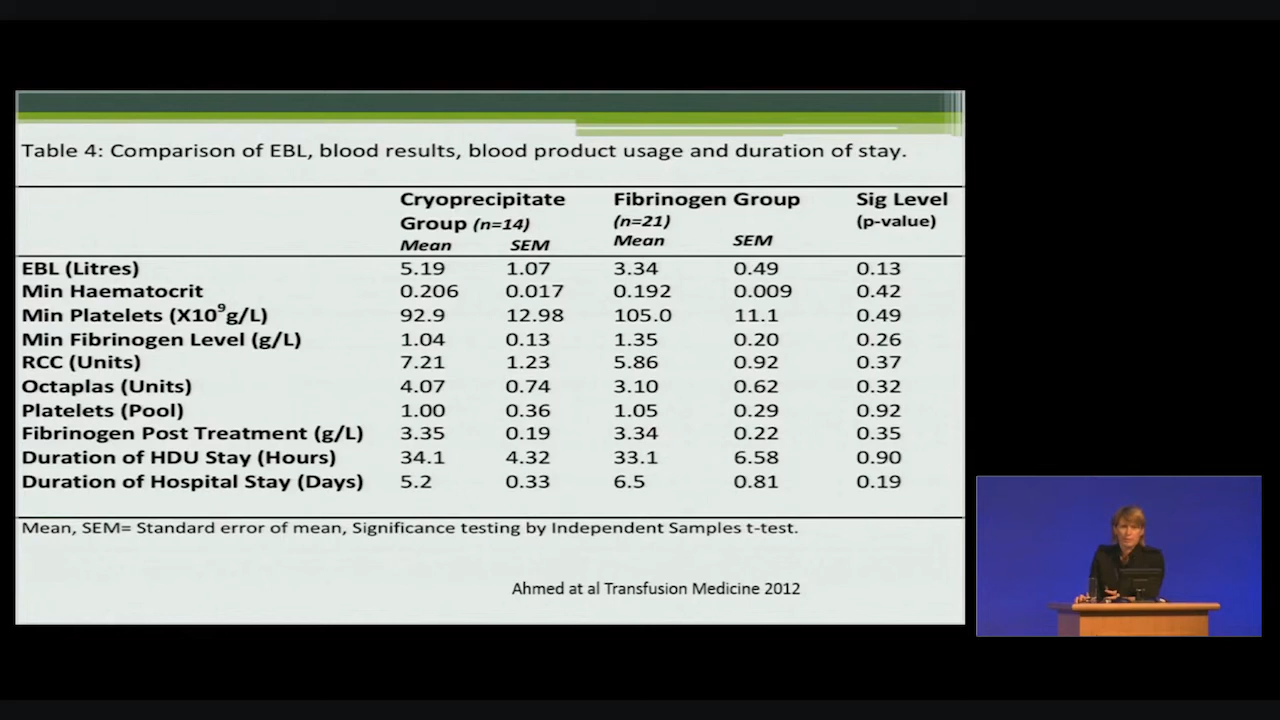 Table 4: Comparison of EBL, blood results, blood product usage and duration of stay.
Cryoprecipitate Group (n=14) Fibrinogen Group (n=21) Sig Level (p-value)
Mean SEM Mean SEM
EBL (Litres) 5.19 1.07 3.34 0.49 0.13
Min Haematocrit 0.206 0.017 0.192 0.009 0.42
Min Platelets (X10⁹g/L) 92.9 12.98 105.0 11.1 0.49
Min Fibrinogen Level (g/L) 1.04 0.13 1.35 0.20 0.26
RCC (Units) 7.21 1.23 5.86 0.92 0.37
Octaplas (Units) 4.07 0.74 3.10 0.62 0.32
Platelets (Pool) 1.00 0.36 1.05 0.29 0.92
Fibrinogen Post Treatment (g/L) 3.35 0.19 3.34 0.22 0.35
Duration of HDU Stay (Hours) 34.1 4.32 33.1 6.58 0.90
Duration of Hospital Stay (Days) 5.2 0.33 6.5 0.81 0.19
Mean, SEM= Standard error of mean, Significance testing by Independent Samples t-test.
Ahmed at al Transfusion Medicine 2012